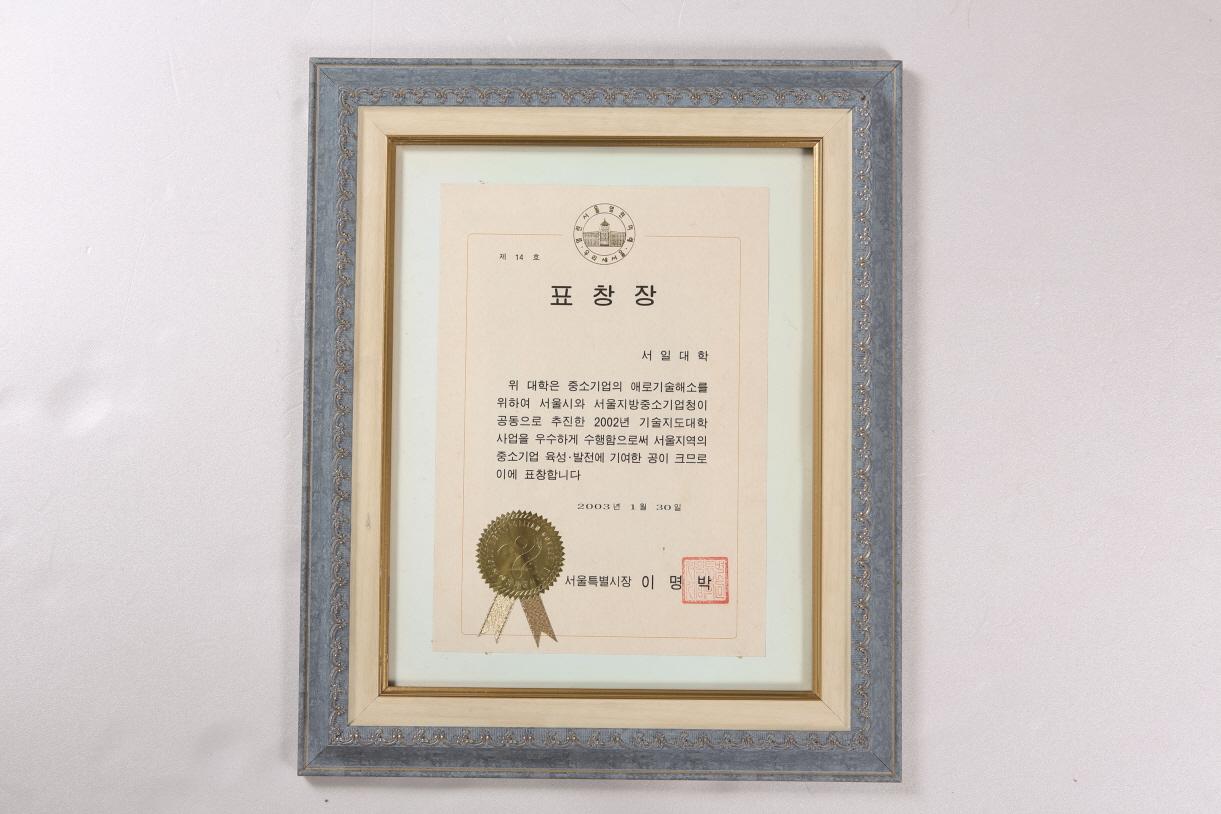 제 14 호
표 창 장
서 일 대 학
위 대학은 중소기업의 애로기술해소를
위하여 서울시와 서울지방중소기업청이
공동으로 추진한 2002년 기술지도대학
사업을 우수하게 수행함으로써 서울지역의
중소기업 육성·발전에 기여한 공이 크므로
이에 표창합니다
2003년 1월 30일
서울특별시장 이 명 박